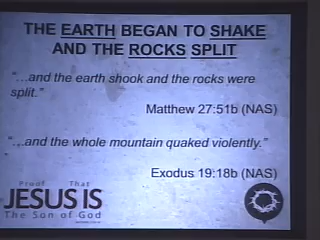 THE EARTH BEGAN TO SHAKE
AND THE ROCKS SPLIT
"...and the earth shook and the rocks were
split."
Matthew 27:51b (NAS)
"...and the whole mountain quaked violently."
"
Exodus 19:18b (NAS)
Proof That
JESUS IS
The Son of God